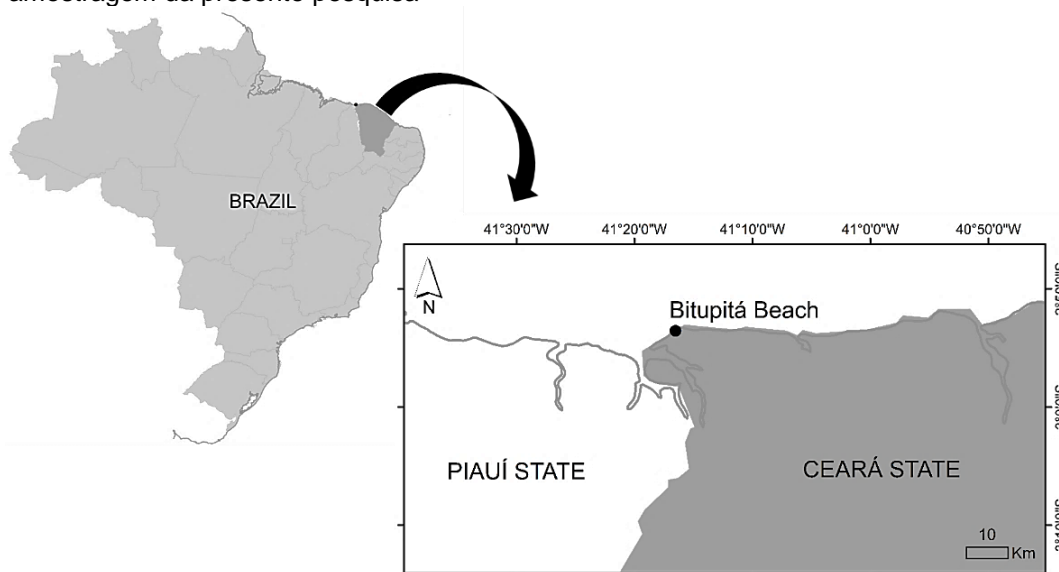 amostragem da presente pesquisa
BRAZIL
41°30'0"W 41°20'0"W 41°10'0"W 41°0'0"W 40°50'0"W
N
Bitupitá Beach
PIAUÍ STATE
CEARÁ STATE
10
Km